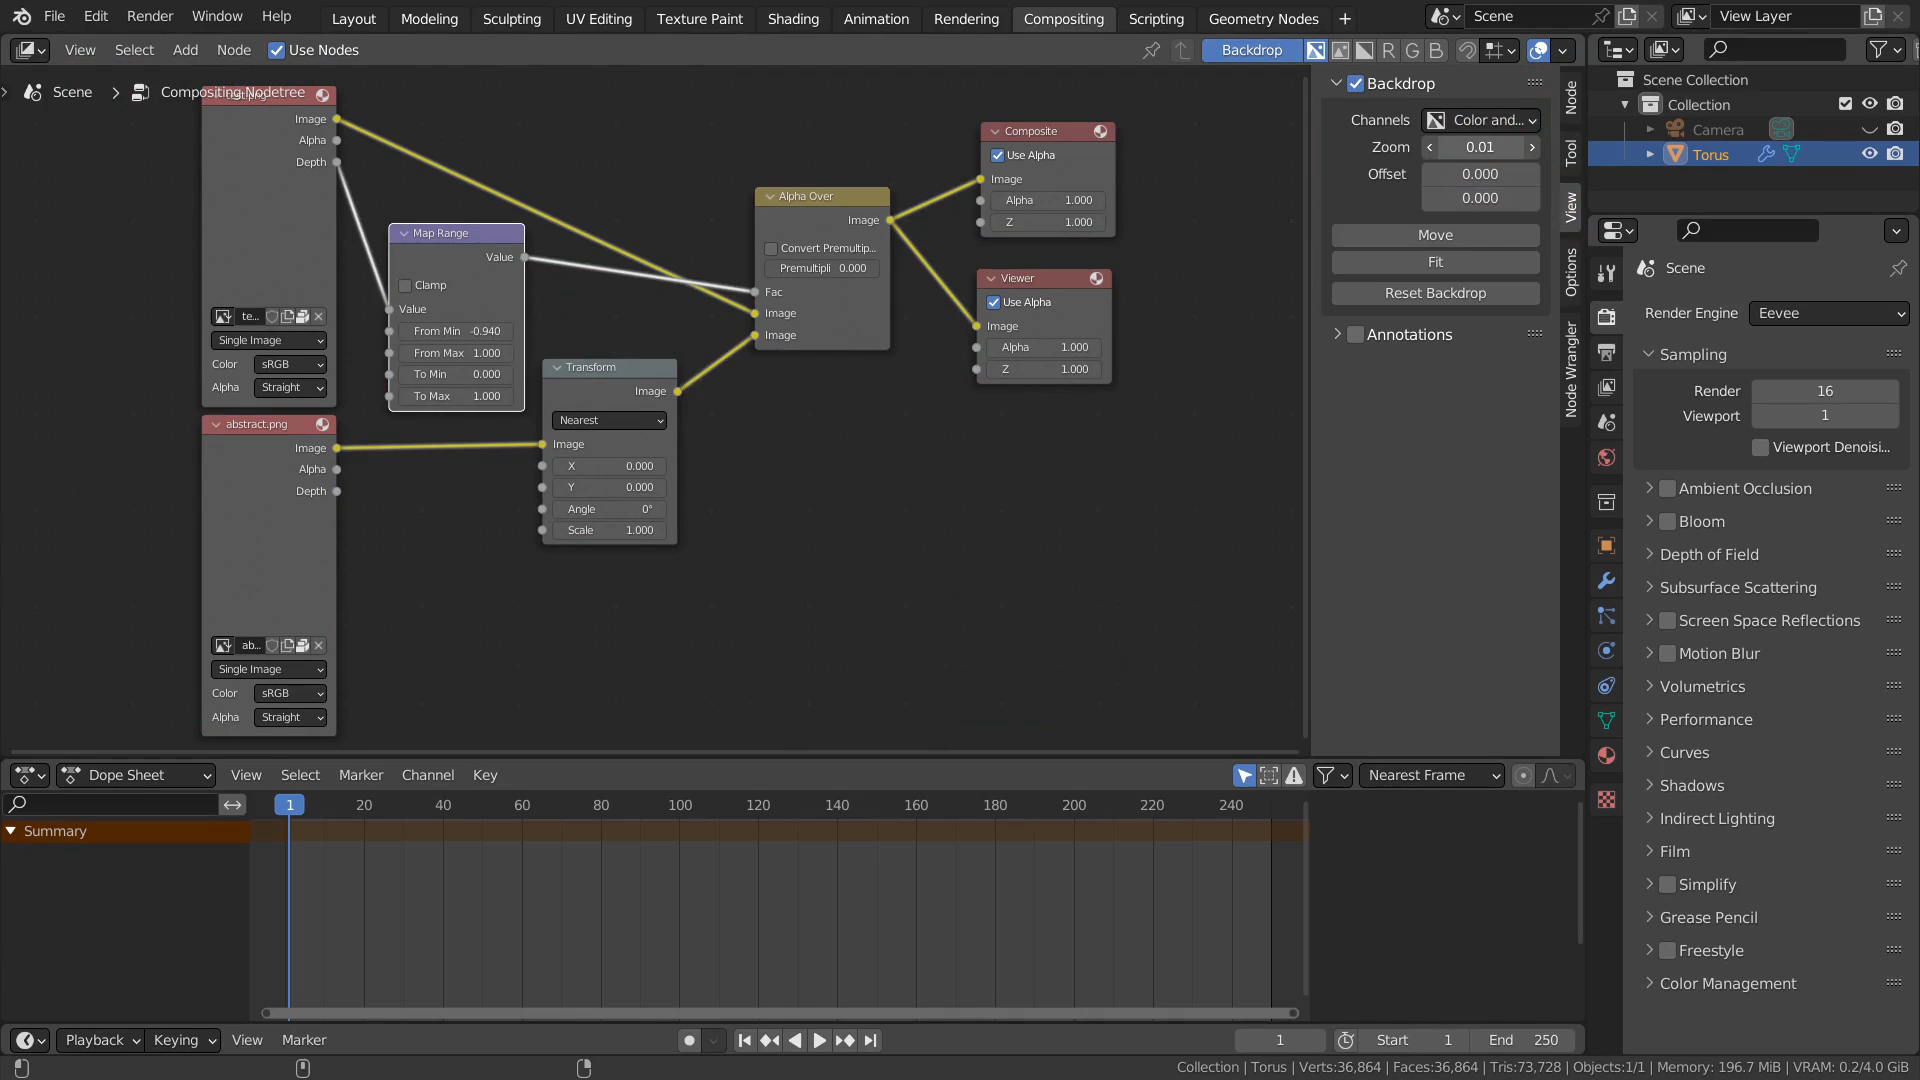 File Edit Render Window Help Layout Modeling Sculpting UV Editing Texture Paint Shading Animation Rendering Compositing Scripting Geometry Nodes + Scene View Layer
View Select Add Node Use Nodes Backdrop R G B
Scene > Compositing Nodetree
Image
Alpha
Depth
te...
Single Image
Color sRGB
Alpha Straight
abstract.png
Image
Alpha
Depth
ab...
Single Image
Color sRGB
Alpha Straight
Map Range
Value
Clamp
Value
From Min -0.940
From Max 1.000
To Min 0.000
To Max 1.000
Transform
Image
Nearest
Image
X 0.000
Y 0.000
Angle 0°
Scale 1.000
Alpha Over
Image
Convert Premultip...
Premultipli 0.000
Fac
Image
Image
Composite
Use Alpha
Image
Alpha 1.000
Z 1.000
Viewer
Use Alpha
Image
Alpha 1.000
Z 1.000
Backdrop
Channels Color and...
Zoom 0.01
Offset 0.000
0.000
Move
Fit
Reset Backdrop
Annotations
Node
Tool
View
Options
Node Wrangler
Scene Collection
Collection
Camera
Torus
Scene
Render Engine Eevee
Sampling
Render 16
Viewport 1
Viewport Denoisi...
Ambient Occlusion
Bloom
Depth of Field
Subsurface Scattering
Screen Space Reflections
Motion Blur
Volumetrics
Performance
Curves
Shadows
Indirect Lighting
Film
Simplify
Grease Pencil
Freestyle
Color Management
Dope Sheet View Select Marker Channel Key Nearest Frame
1 20 40 60 80 100 120 140 160 180 200 220 240
Summary
Playback Keying View Marker 1 Start 1 End 250
Collection | Torus | Verts:36,864 | Faces:36,864 | Tris:73,728 | Objects:1/1 | Memory: 196.7 MiB | VRAM: 0.2/4.0 GiB